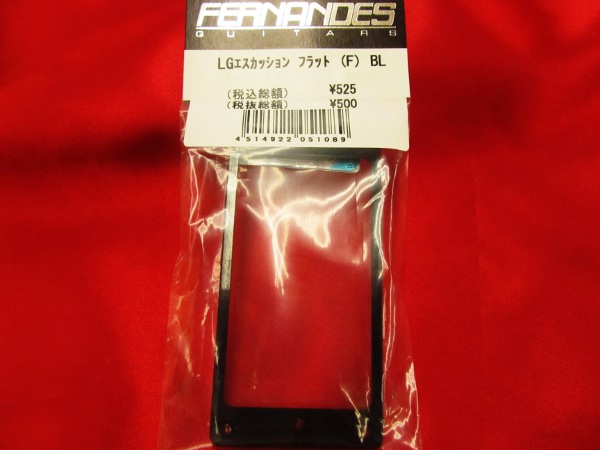 FERNANDES
GUITARS
LGエスカッション フラット (F) BL
(税込総額) ¥525
(税抜総額) ¥500
4 514922 051089